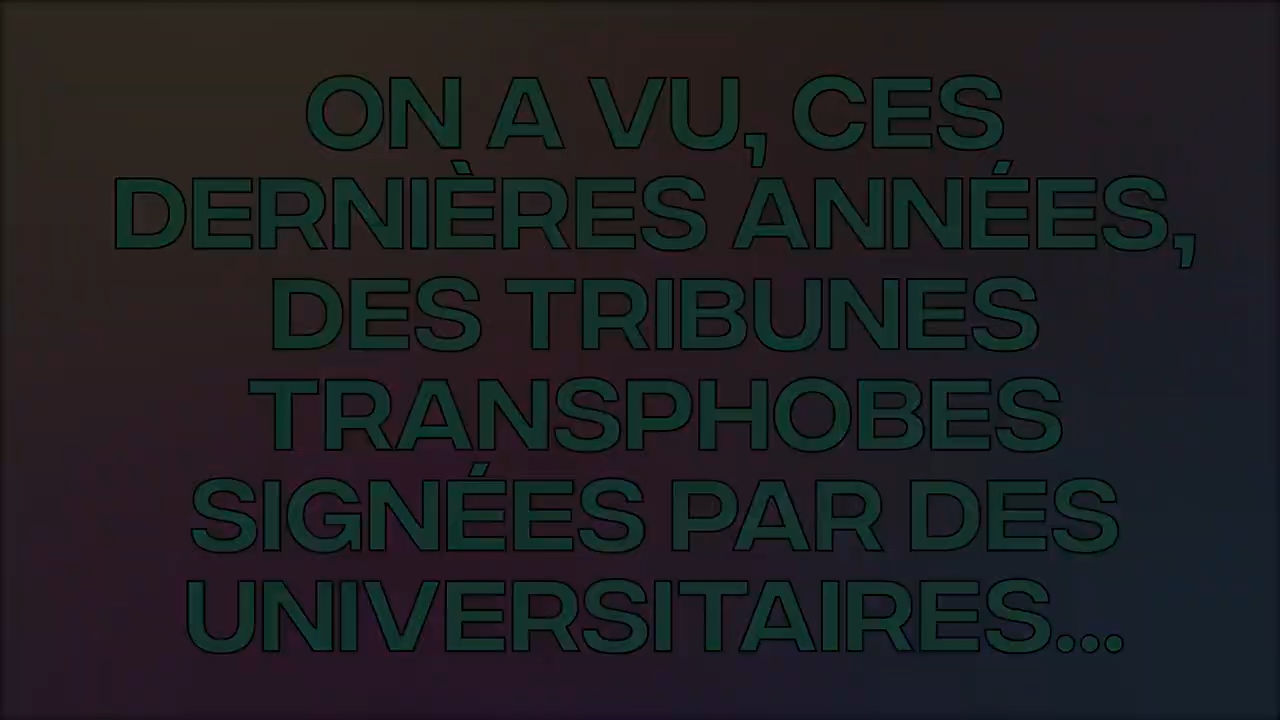 ON A VU, CES
DERNIÈRES ANNÉES,
DES TRIBUNES
TRANSPHOBES
SIGNÉES PAR DES
UNIVERSITAIRES...